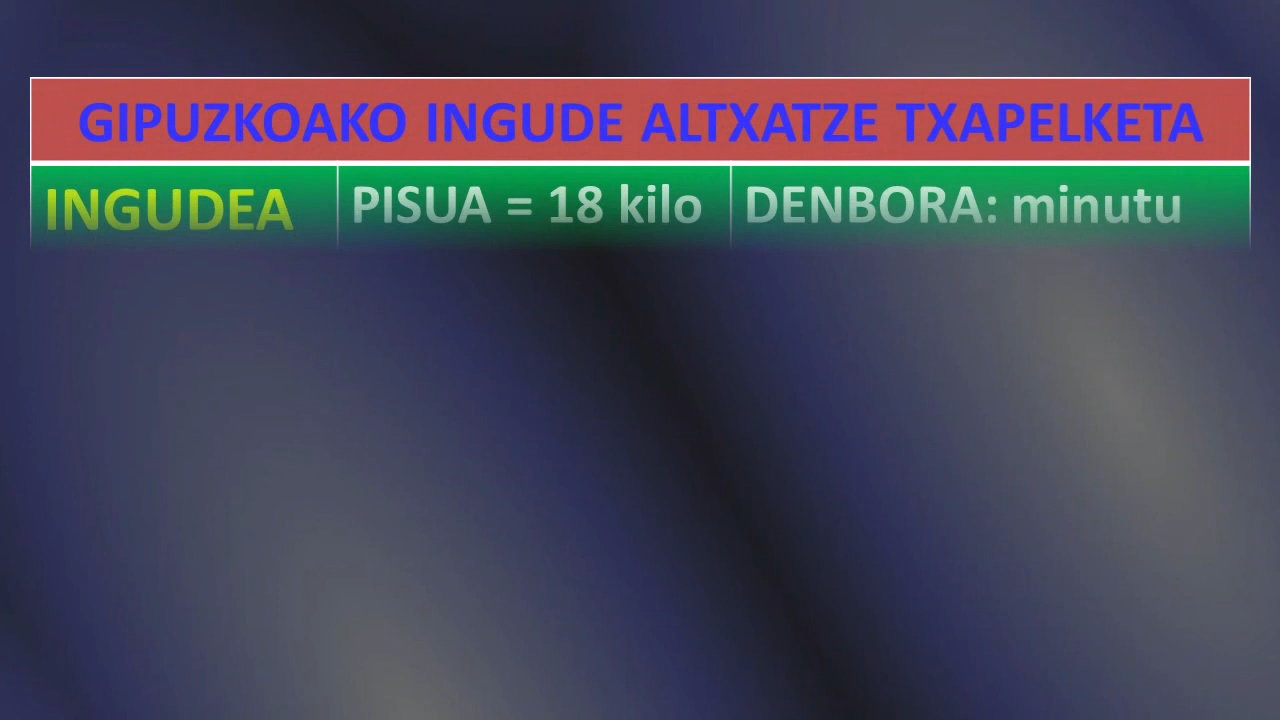 GIPUZKOAKO INGUDE ALTXATZE TXAPELKETA
INGUDEA PISUA = 18 kilo DENBORA: minutu